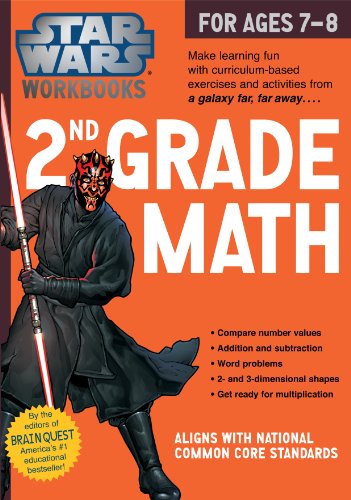 STAR
WARS
WORKBOOKS
FOR AGES 7–8
Make learning fun
with curriculum-based
exercises and activities from
a galaxy far, far away. . . .
2ND GRADE
MATH
• Compare number values
• Addition and subtraction
• Word problems
• 2- and 3-dimensional shapes
• Get ready for multiplication
By the
editors of
BRAIN QUEST
America's #1
educational
bestseller!
ALIGNS WITH NATIONAL
COMMON CORE STANDARDS